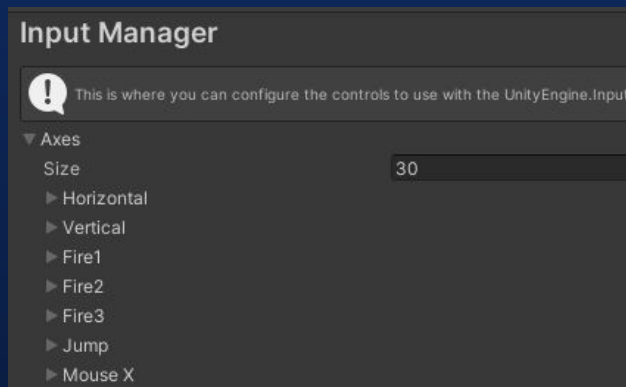 Input Manager
This is where you can configure the controls to use with the UnityEngine.Input
Axes
Size 30
Horizontal
Vertical
Fire1
Fire2
Fire3
Jump
Mouse X